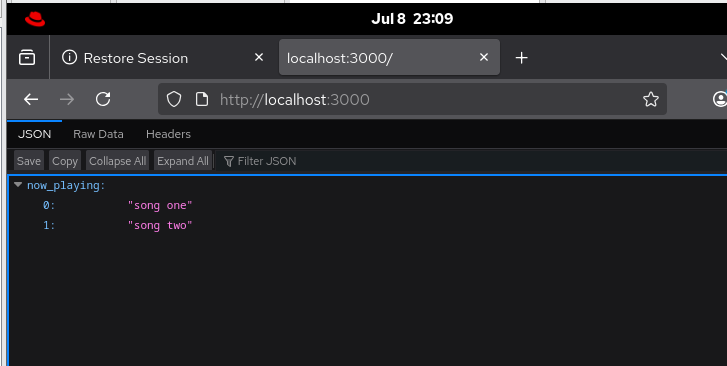 Jul 8 23:09
Restore Session
localhost:3000/
http://localhost:3000
JSON Raw Data Headers
Save Copy Collapse All Expand All Filter JSON
now_playing:
0: "song one"
1: "song two"